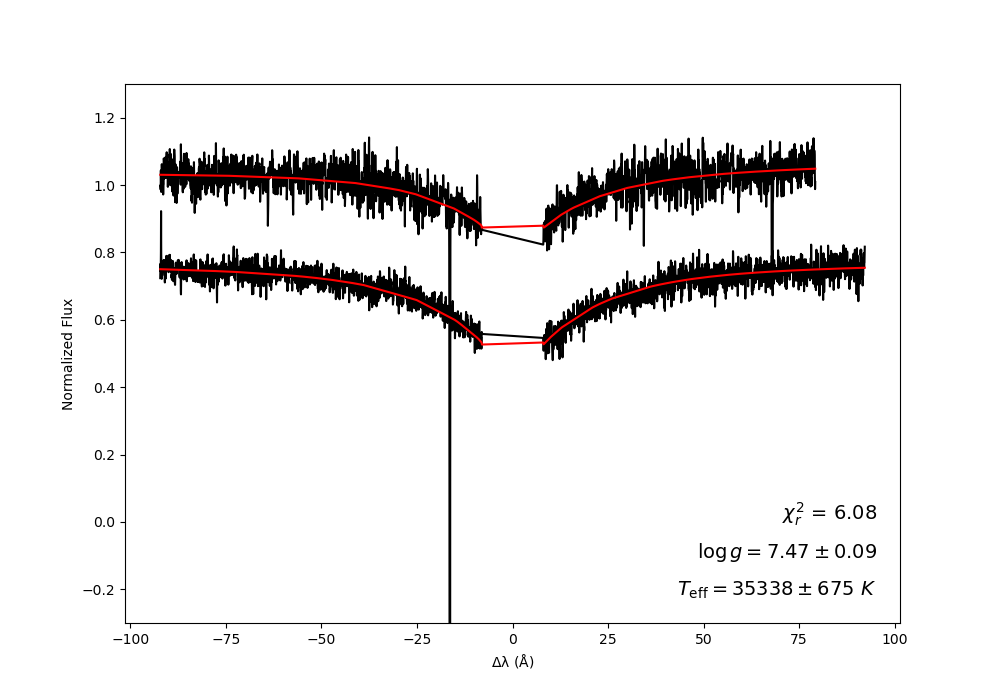 1.2
1.0
0.8
0.6
0.4
0.2
0.0
−0.2
Normalized Flux
χ²ᵣ = 6.08
log g = 7.47 ± 0.09
T_eff = 35338 ± 675 K
−100 −75 −50 −25 0 25 50 75 100
Δλ (Å)